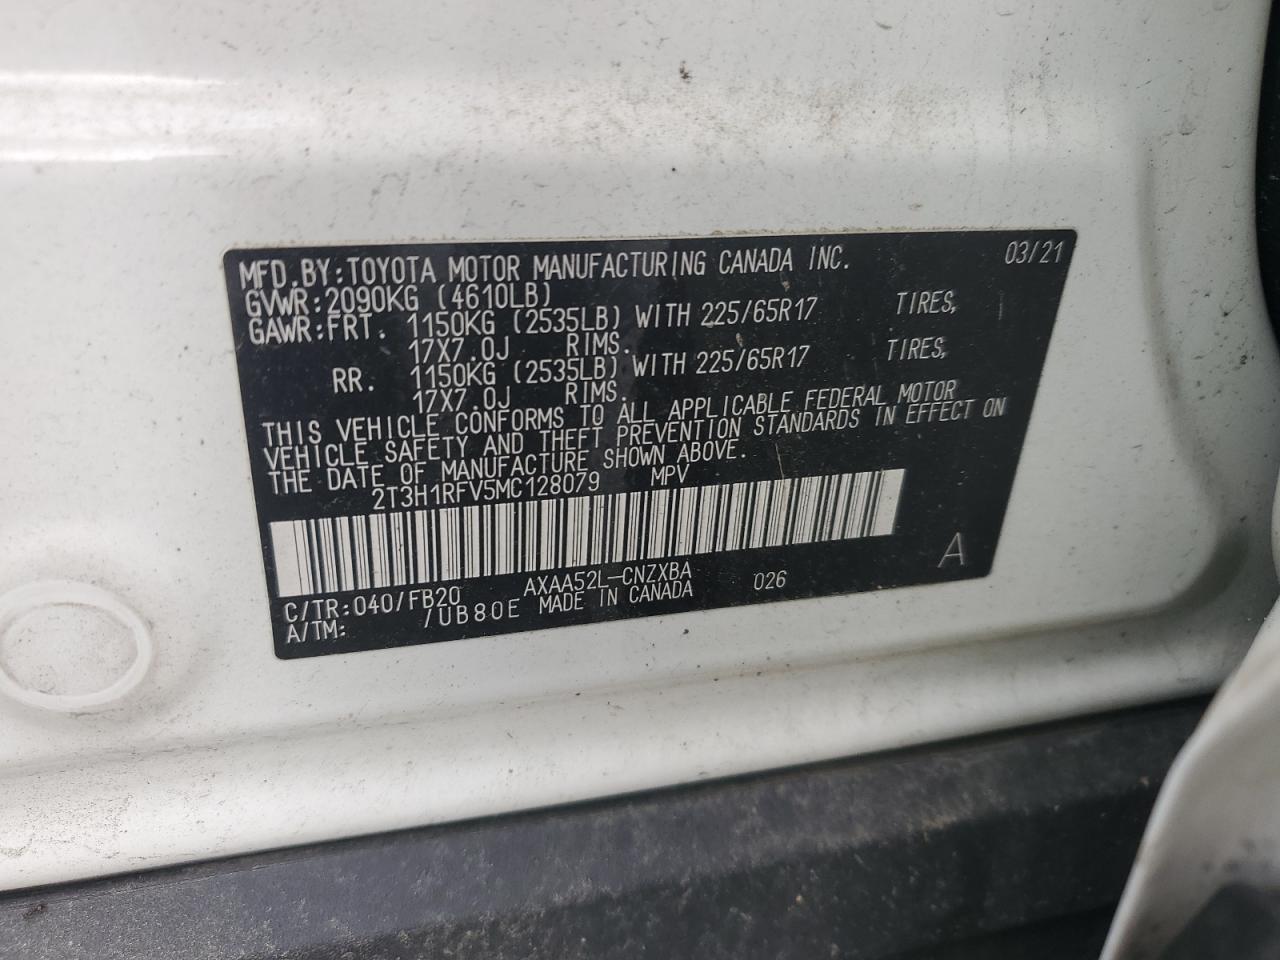 MFD.BY:TOYOTA MOTOR MANUFACTURING CANADA INC. 03/21
GVWR:2090KG (4610LB)
GAWR:FRT. 1150KG (2535LB) WITH 225/65R17 TIRES,
17X7.0J RIMS.
RR. 1150KG (2535LB) WITH 225/65R17 TIRES,
17X7.0J RIMS.
THIS VEHICLE CONFORMS TO ALL APPLICABLE FEDERAL MOTOR
VEHICLE SAFETY AND THEFT PREVENTION STANDARDS IN EFFECT ON
THE DATE OF MANUFACTURE SHOWN ABOVE.
2T3H1RFV5MC128079 MPV
C/TR:040/FB20 AXAA52L-CNZXBA 026 A
A/TM: /UB80E MADE IN CANADA